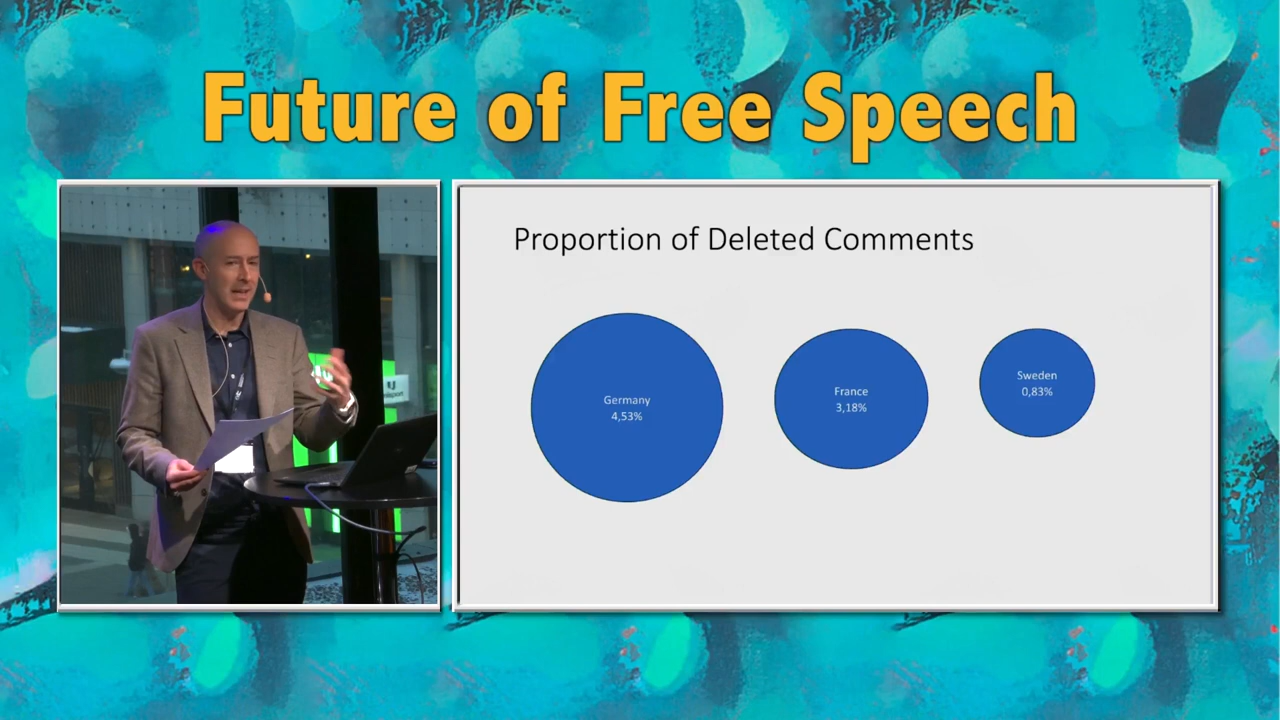 Future of Free Speech
Proportion of Deleted Comments
Germany
4,53%
France
3,18%
Sweden
0,83%